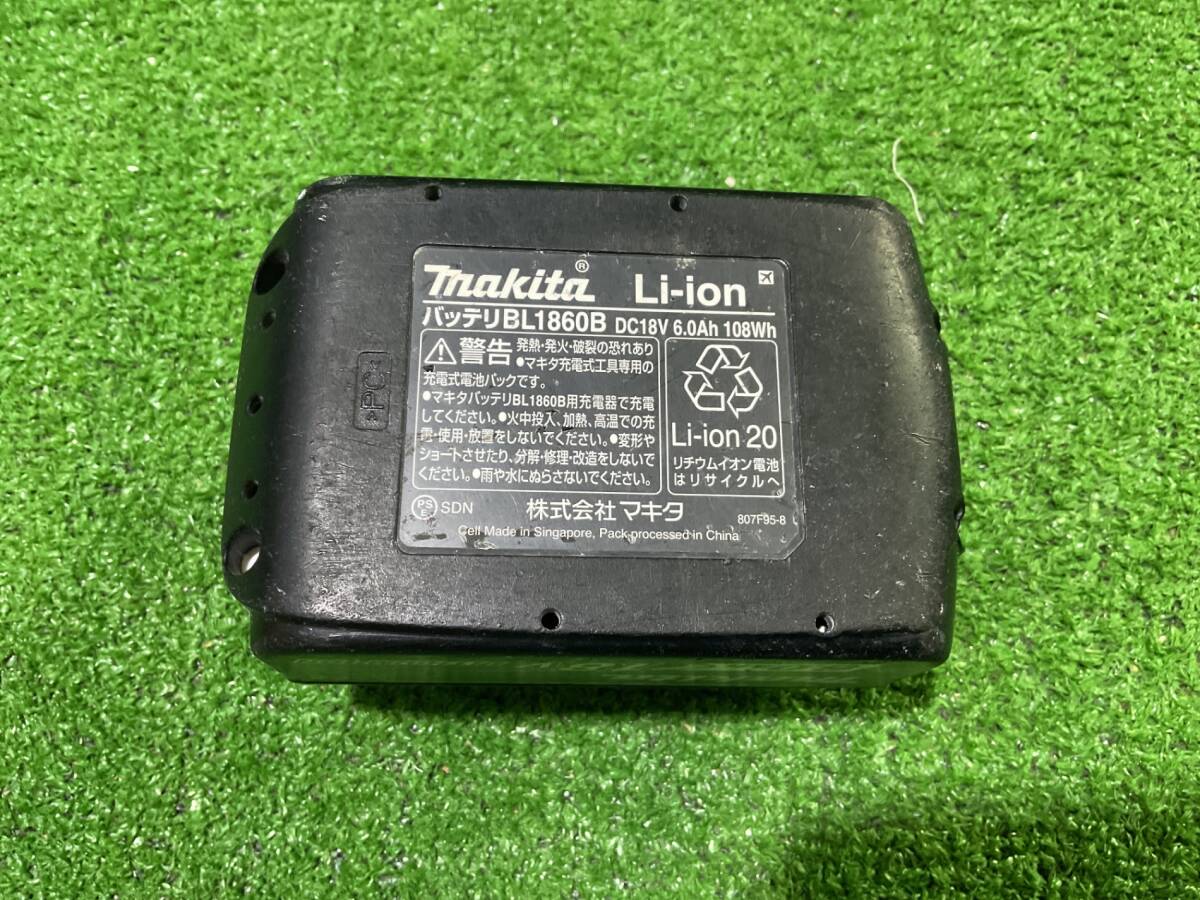 makita® Li-ion
バッテリBL1860B DC18V 6.0Ah 108Wh
警告 発熱・発火・破裂の恐れあり
●マキタ充電式工具専用の
充電式電池パックです。
●マキタバッテリBL1860B用充電器で充電
してください。●火中投入、加熱、高温での充
電・使用・放置をしないでください。●変形や
ショートさせたり、分解・修理・改造をしないで
ください。●雨や水にぬらさないでください。
Li-ion 20
リチウムイオン電池
はリサイクルへ
PS E SDN 株式会社マキタ
807F95-8
Cell Made in Singapore, Pack processed in China
>PC<